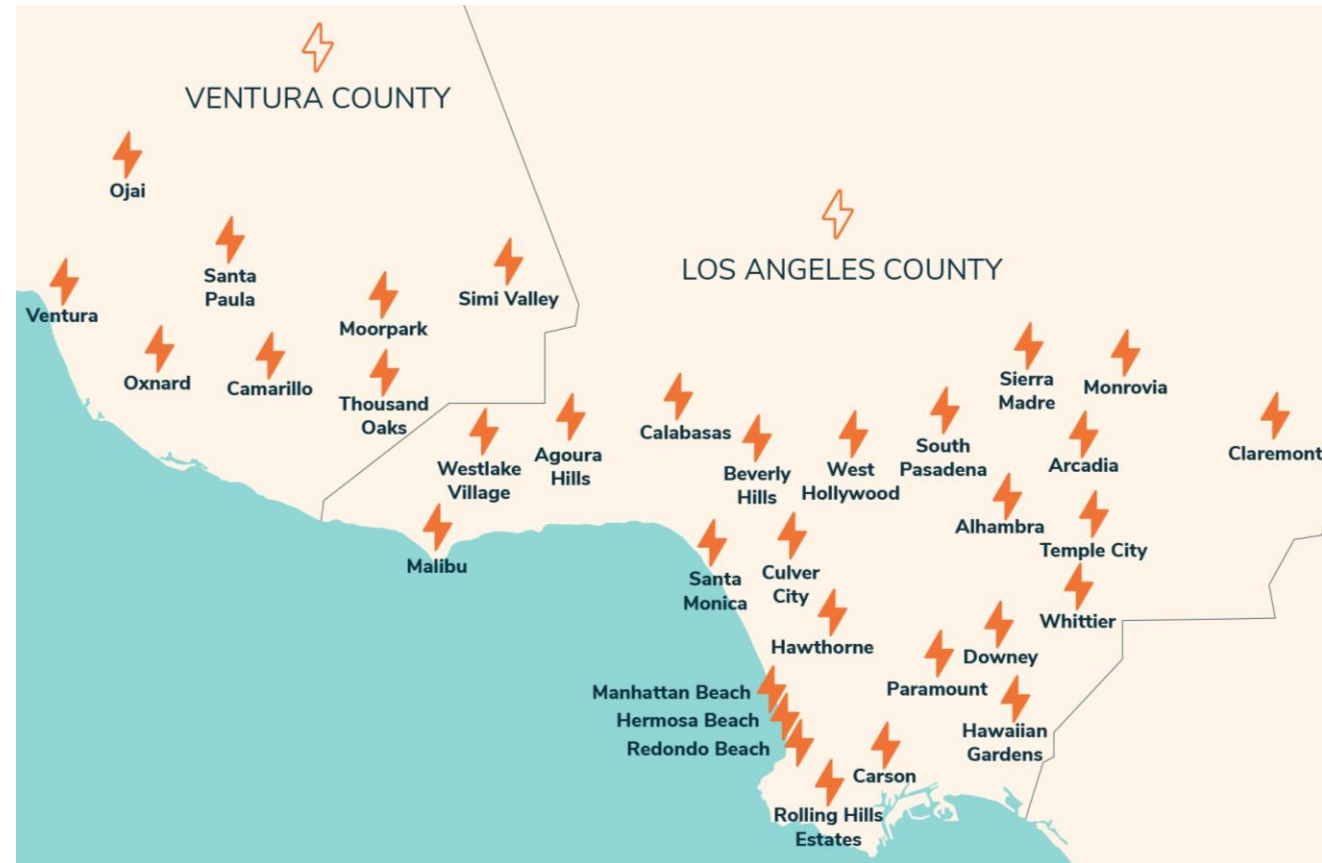 VENTURA COUNTY
Ojai
Santa
Paula
Ventura
Simi Valley
Moorpark
Oxnard
Camarillo
Thousand
Oaks
LOS ANGELES COUNTY
Westlake
Village
Agoura
Hills
Calabasas
Beverly
Hills
West
Hollywood
South
Pasadena
Sierra
Madre
Monrovia
Arcadia
Claremont
Alhambra
Temple City
Malibu
Santa
Monica
Culver
City
Whittier
Hawthorne
Downey
Paramount
Manhattan Beach
Hermosa Beach
Redondo Beach
Hawaiian
Gardens
Carson
Rolling Hills
Estates